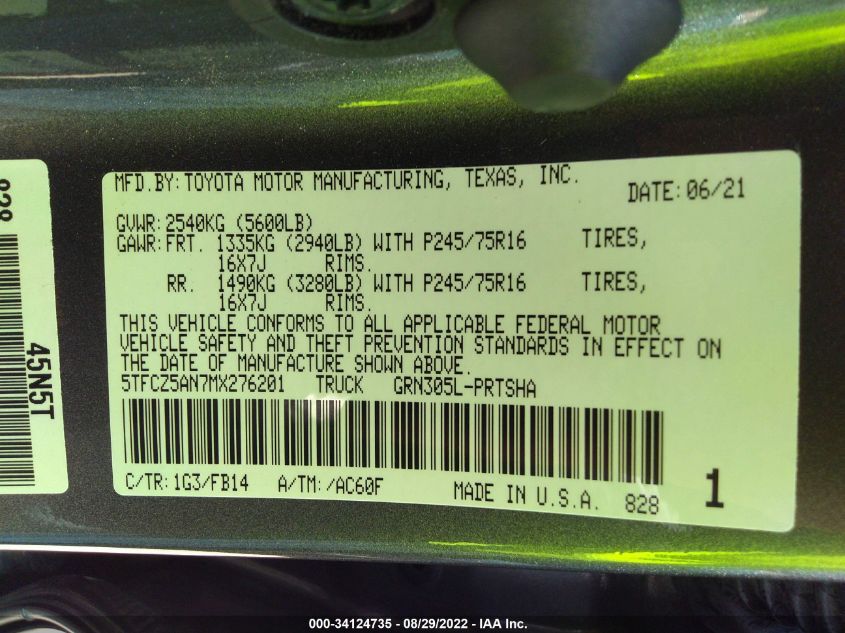 MFD.BY: TOYOTA MOTOR MANUFACTURING, TEXAS, INC. DATE: 06/21
GVWR: 2540KG (5600LB)
GAWR: FRT. 1335KG (2940LB) WITH P245/75R16 TIRES,
16X7J RIMS.
RR. 1490KG (3280LB) WITH P245/75R16 TIRES,
16X7J RIMS.
THIS VEHICLE CONFORMS TO ALL APPLICABLE FEDERAL MOTOR
VEHICLE SAFETY AND THEFT PREVENTION STANDARDS IN EFFECT ON
THE DATE OF MANUFACTURE SHOWN ABOVE.
5TFCZ5AN7MX276201 TRUCK GRN305L-PRTSHA
C/TR: 1G3/FB14 A/TM: /AC60F MADE IN U.S.A. 828 1
828
45N5T
000-34124735 - 08/29/2022 - IAA Inc.